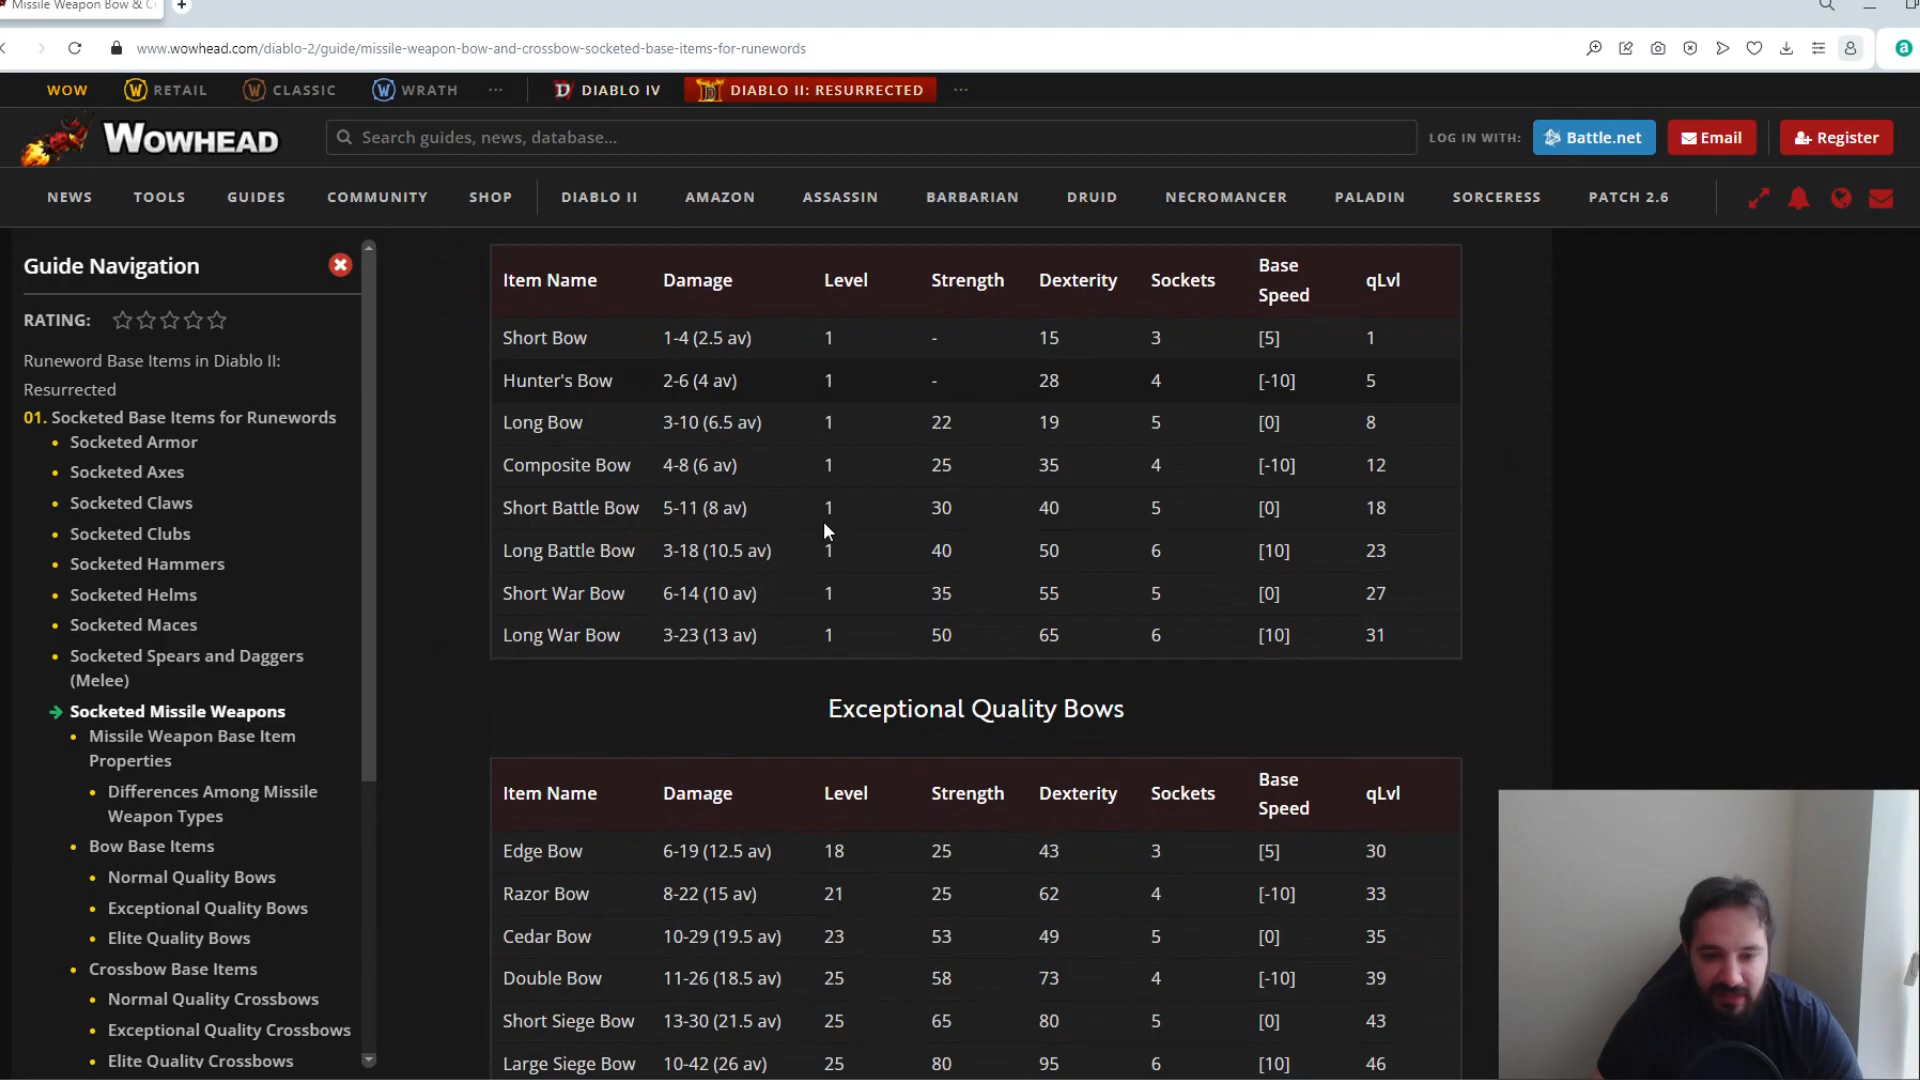 Missile Weapon Bow & C
www.wowhead.com/diablo-2/guide/missile-weapon-bow-and-crossbow-socketed-base-items-for-runewords
WOW RETAIL CLASSIC WRATH ... DIABLO IV DIABLO II: RESURRECTED ...
WOWHEAD Search guides, news, database... LOG IN WITH: Battle.net Email Register
NEWS TOOLS GUIDES COMMUNITY SHOP DIABLO II AMAZON ASSASSIN BARBARIAN DRUID NECROMANCER PALADIN SORCERESS PATCH 2.6
Guide Navigation
RATING:
Runeword Base Items in Diablo II:
Resurrected
01. Socketed Base Items for Runewords
Socketed Armor
Socketed Axes
Socketed Claws
Socketed Clubs
Socketed Hammers
Socketed Helms
Socketed Maces
Socketed Spears and Daggers
(Melee)
Socketed Missile Weapons
Missile Weapon Base Item
Properties
Differences Among Missile
Weapon Types
Bow Base Items
Normal Quality Bows
Exceptional Quality Bows
Elite Quality Bows
Crossbow Base Items
Normal Quality Crossbows
Exceptional Quality Crossbows
Elite Quality Crossbows
Item Name Damage Level Strength Dexterity Sockets Base Speed qLvl
Short Bow 1-4 (2.5 av) 1 - 15 3 [5] 1
Hunter's Bow 2-6 (4 av) 1 - 28 4 [-10] 5
Long Bow 3-10 (6.5 av) 1 22 19 5 [0] 8
Composite Bow 4-8 (6 av) 1 25 35 4 [-10] 12
Short Battle Bow 5-11 (8 av) 1 30 40 5 [0] 18
Long Battle Bow 3-18 (10.5 av) 1 40 50 6 [10] 23
Short War Bow 6-14 (10 av) 1 35 55 5 [0] 27
Long War Bow 3-23 (13 av) 1 50 65 6 [10] 31
Exceptional Quality Bows
Item Name Damage Level Strength Dexterity Sockets Base Speed qLvl
Edge Bow 6-19 (12.5 av) 18 25 43 3 [5] 30
Razor Bow 8-22 (15 av) 21 25 62 4 [-10] 33
Cedar Bow 10-29 (19.5 av) 23 53 49 5 [0] 35
Double Bow 11-26 (18.5 av) 25 58 73 4 [-10] 39
Short Siege Bow 13-30 (21.5 av) 25 65 80 5 [0] 43
Large Siege Bow 10-42 (26 av) 25 80 95 6 [10] 46